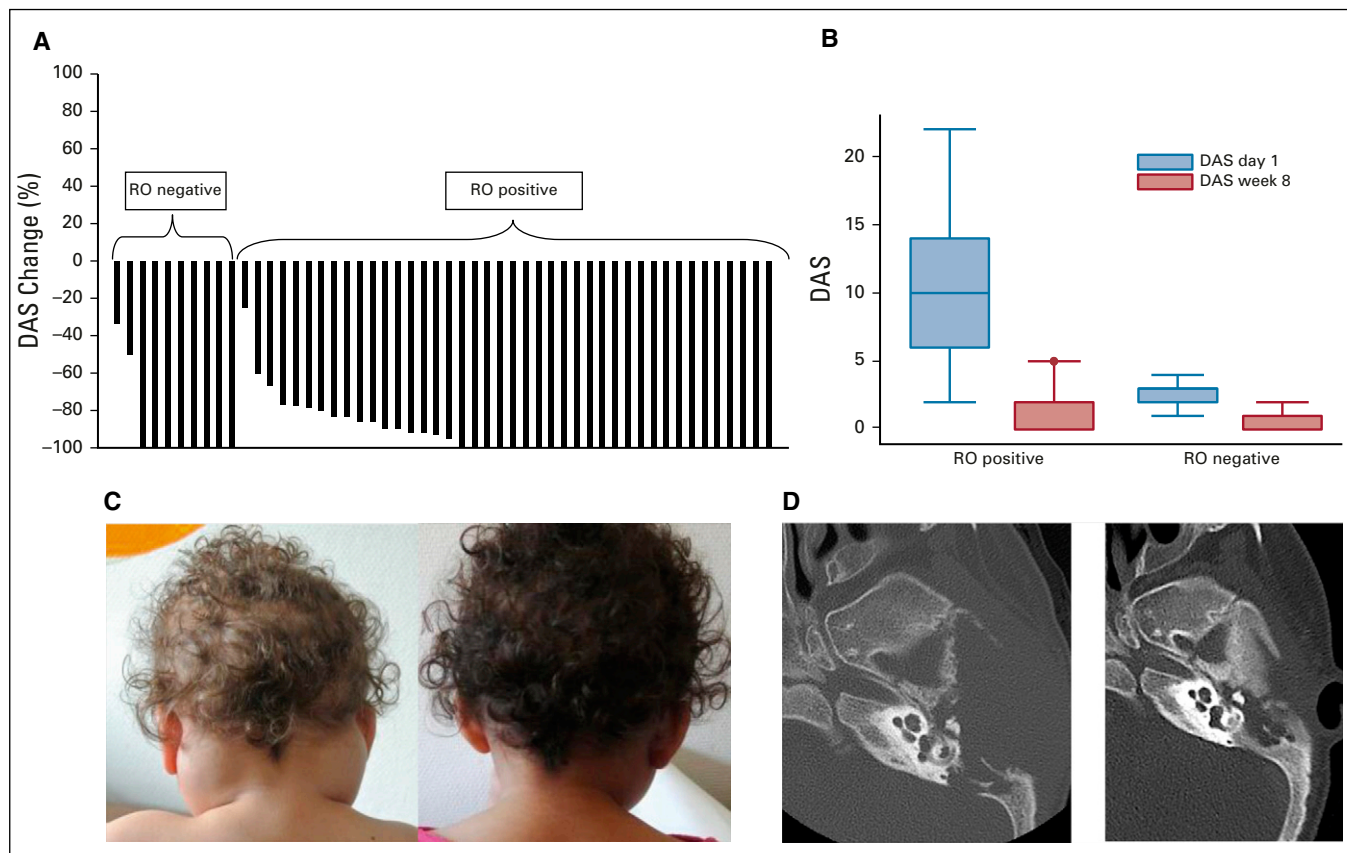 A
100
80
60
40
20
0
–20
–40
–60
–80
–100
DAS Change (%)
RO negative
RO positive
B
20
15
10
5
0
DAS
DAS day 1
DAS week 8
RO positive
RO negative
C
D